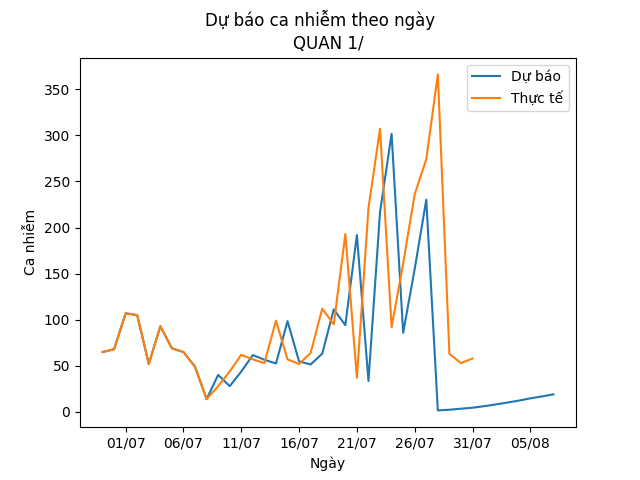 Dự báo ca nhiễm theo ngày
QUAN 1/
Dự báo
Thực tế
350
300
250
200
150
100
50
0
Ca nhiễm
01/07 06/07 11/07 16/07 21/07 26/07 31/07 05/08
Ngày